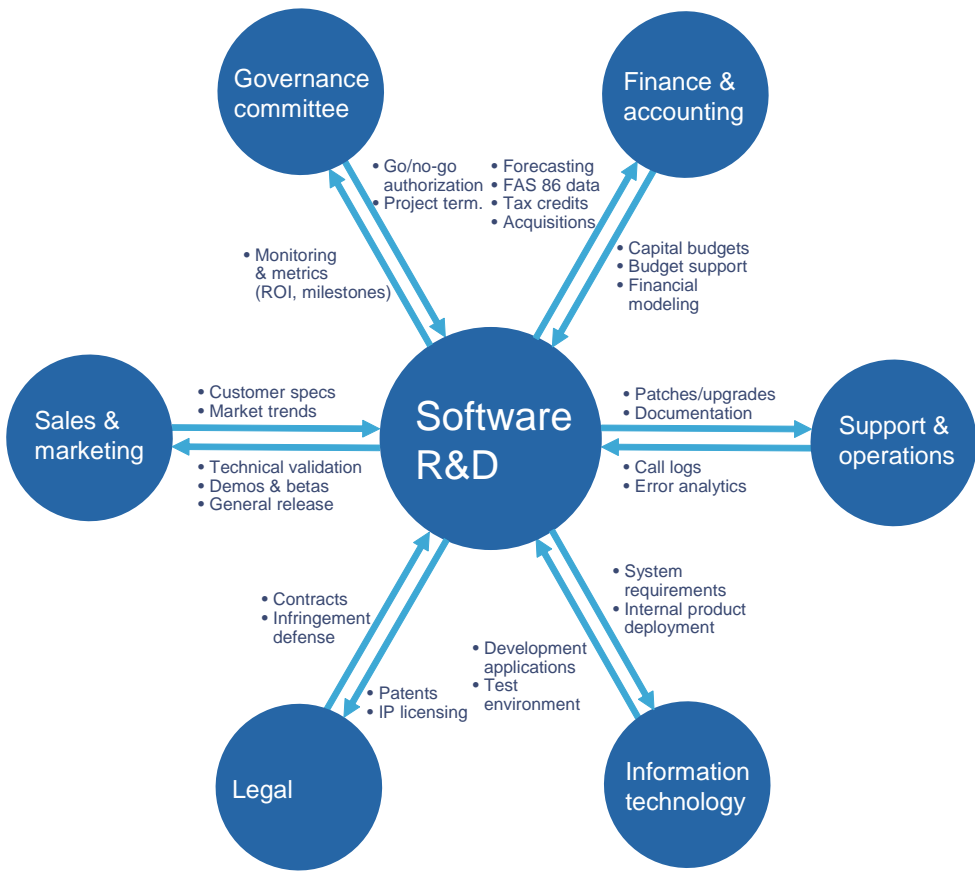 Governance
committee
Finance &
accounting
• Go/no-go
authorization
• Project term.
• Forecasting
• FAS 86 data
• Tax credits
• Acquisitions
• Monitoring
& metrics
(ROI, milestones)
• Capital budgets
• Budget support
• Financial
modeling
Sales &
marketing
• Customer specs
• Market trends
• Technical validation
• Demos & betas
• General release
Software
R&D
• Patches/upgrades
• Documentation
• Call logs
• Error analytics
Support &
operations
• Contracts
• Infringement
defense
• Patents
• IP licensing
• System
requirements
• Internal product
deployment
• Development
applications
• Test
environment
Legal
Information
technology